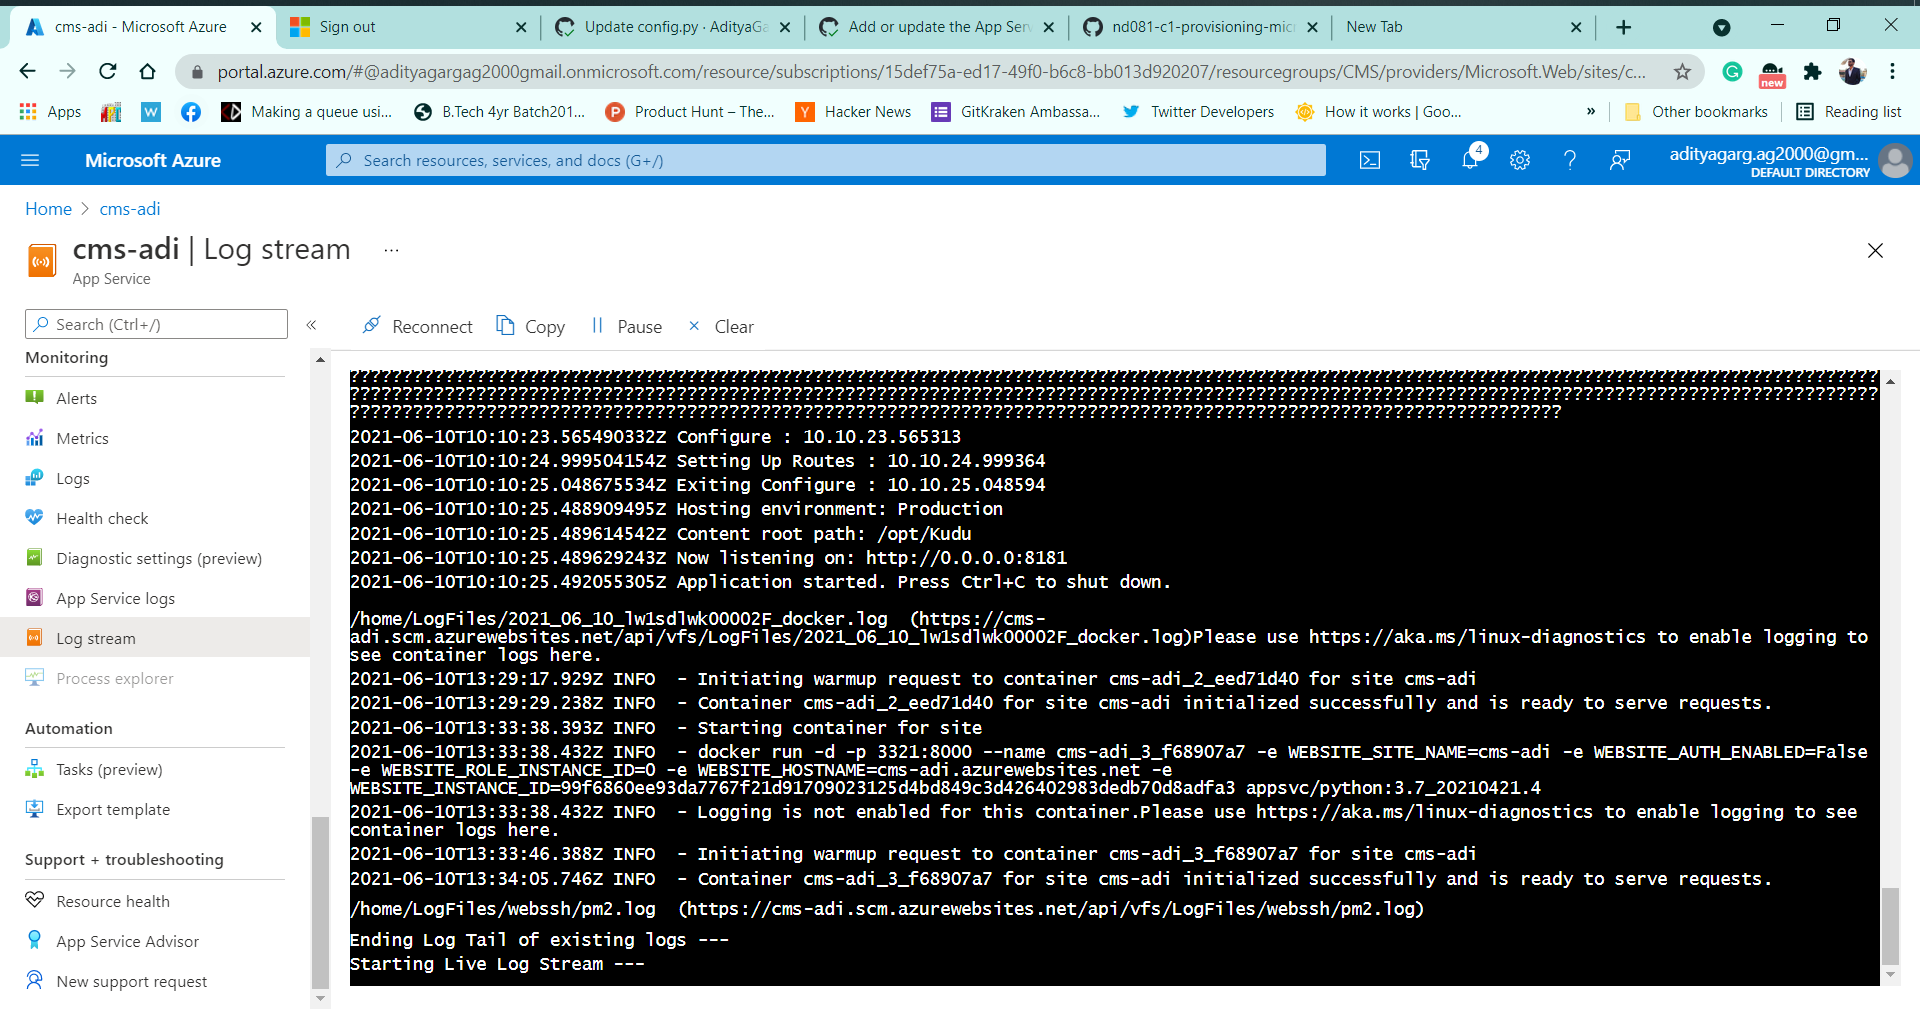 cms-adi - Microsoft Azure
Sign out
Update config.py · AdityaGa
Add or update the App Serv
nd081-c1-provisioning-micr
New Tab
portal.azure.com/#@adityagargag2000gmail.onmicrosoft.com/resource/subscriptions/15def75a-ed17-49f0-b6c8-bb013d920207/resourcegroups/CMS/providers/Microsoft.Web/sites/c...
new
Apps
W
Making a queue usi...
B.Tech 4yr Batch201...
Product Hunt – The...
Hacker News
GitKraken Ambassa...
Twitter Developers
How it works | Goo...
»
Other bookmarks
Reading list
Microsoft Azure
Search resources, services, and docs (G+/)
4
adityagarg.ag2000@gm...
DEFAULT DIRECTORY
Home > cms-adi
cms-adi | Log stream ...
App Service
Search (Ctrl+/)
«
Reconnect
Copy
Pause
Clear
Monitoring
Alerts
Metrics
Logs
Health check
Diagnostic settings (preview)
App Service logs
Log stream
Process explorer
Automation
Tasks (preview)
Export template
Support + troubleshooting
Resource health
App Service Advisor
New support request
2021-06-10T10:10:23.565490332Z Configure : 10.10.23.565313
2021-06-10T10:10:24.999504154Z Setting Up Routes : 10.10.24.999364
2021-06-10T10:10:25.048675534Z Exiting Configure : 10.10.25.048594
2021-06-10T10:10:25.488909495Z Hosting environment: Production
2021-06-10T10:10:25.489614542Z Content root path: /opt/Kudu
2021-06-10T10:10:25.489629243Z Now listening on: http://0.0.0.0:8181
2021-06-10T10:10:25.492055305Z Application started. Press Ctrl+C to shut down.
/home/LogFiles/2021_06_10_lw1sdlwk00002F_docker.log  (https://cms-
adi.scm.azurewebsites.net/api/vfs/LogFiles/2021_06_10_lw1sdlwk00002F_docker.log)Please use https://aka.ms/linux-diagnostics to enable logging to
see container logs here.
2021-06-10T13:29:17.929Z INFO  - Initiating warmup request to container cms-adi_2_eed71d40 for site cms-adi
2021-06-10T13:29:29.238Z INFO  - Container cms-adi_2_eed71d40 for site cms-adi initialized successfully and is ready to serve requests.
2021-06-10T13:33:38.393Z INFO  - Starting container for site
2021-06-10T13:33:38.432Z INFO  - docker run -d -p 3321:8000 --name cms-adi_3_f68907a7 -e WEBSITE_SITE_NAME=cms-adi -e WEBSITE_AUTH_ENABLED=False
-e WEBSITE_ROLE_INSTANCE_ID=0 -e WEBSITE_HOSTNAME=cms-adi.azurewebsites.net -e
WEBSITE_INSTANCE_ID=99f6860ee93da7767f21d91709023125d4bd849c3d426402983dedb70d8adfa3 appsvc/python:3.7_20210421.4
2021-06-10T13:33:38.432Z INFO  - Logging is not enabled for this container.Please use https://aka.ms/linux-diagnostics to enable logging to see
container logs here.
2021-06-10T13:33:46.388Z INFO  - Initiating warmup request to container cms-adi_3_f68907a7 for site cms-adi
2021-06-10T13:34:05.746Z INFO  - Container cms-adi_3_f68907a7 for site cms-adi initialized successfully and is ready to serve requests.
/home/LogFiles/webssh/pm2.log  (https://cms-adi.scm.azurewebsites.net/api/vfs/LogFiles/webssh/pm2.log)
Ending Log Tail of existing logs ---
Starting Live Log Stream ---